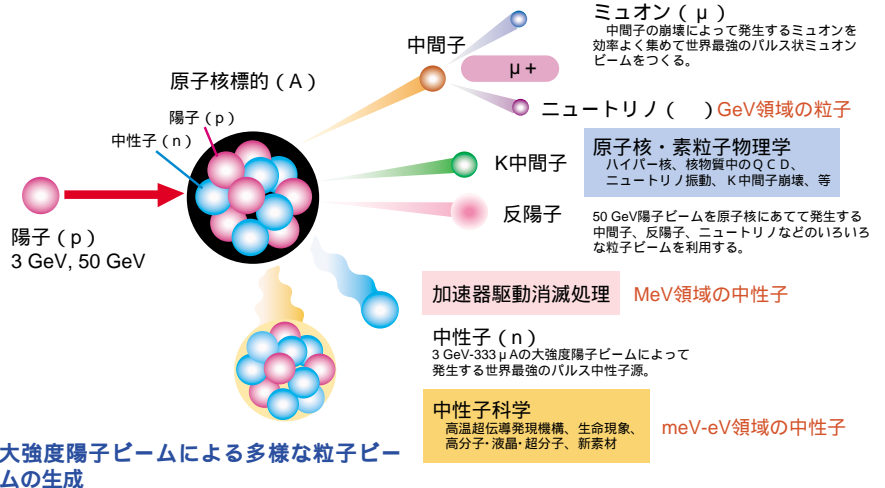 ミュオン(μ)
中間子の崩壊によって発生するミュオンを
効率よく集めて世界最強のパルス状ミュオン
ビームをつくる。
中間子
μ+
原子核標的(A)
ニュートリノ( )GeV領域の粒子
陽子(p)
中性子(n)
原子核・素粒子物理学
ハイパー核、核物質中のQCD、
ニュートリノ振動、K中間子崩壊、等
K中間子
反陽子
50 GeV陽子ビームを原子核にあてて発生する
中間子、反陽子、ニュートリノなどのいろいろ
な粒子ビームを利用する。
陽子(p)
3 GeV, 50 GeV
加速器駆動消滅処理 MeV領域の中性子
中性子(n)
3 GeV-333μAの大強度陽子ビームによって
発生する世界最強のパルス中性子源。
中性子科学
高温超伝導発現機構、生命現象、
高分子・液晶・超分子、新素材
meV-eV領域の中性子
大強度陽子ビームによる多様な粒子ビー
ムの生成